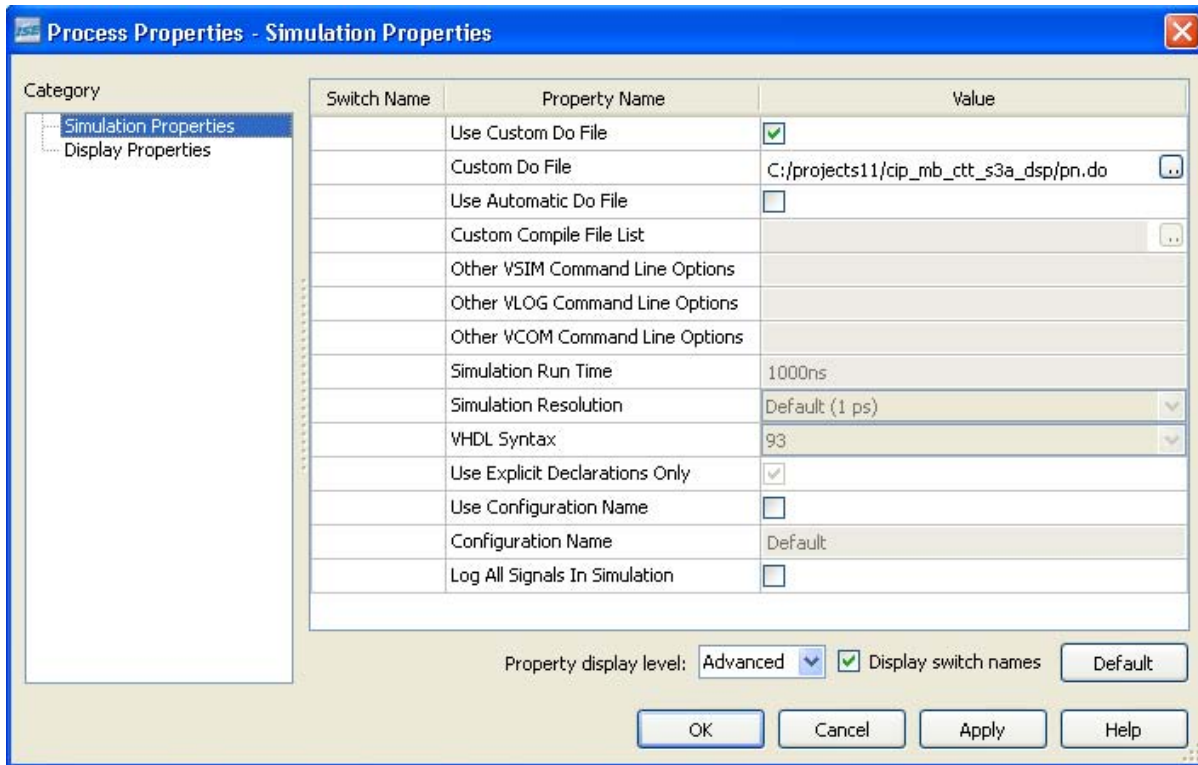 ISE Process Properties - Simulation Properties
Category
Simulation Properties
Display Properties
Switch Name Property Name Value
Use Custom Do File
Custom Do File C:/projects11/cip_mb_ctt_s3a_dsp/pn.do ..
Use Automatic Do File
Custom Compile File List ..
Other VSIM Command Line Options
Other VLOG Command Line Options
Other VCOM Command Line Options
Simulation Run Time 1000ns
Simulation Resolution Default (1 ps)
VHDL Syntax 93
Use Explicit Declarations Only
Use Configuration Name
Configuration Name Default
Log All Signals In Simulation
Property display level: Advanced Display switch names Default
OK Cancel Apply Help